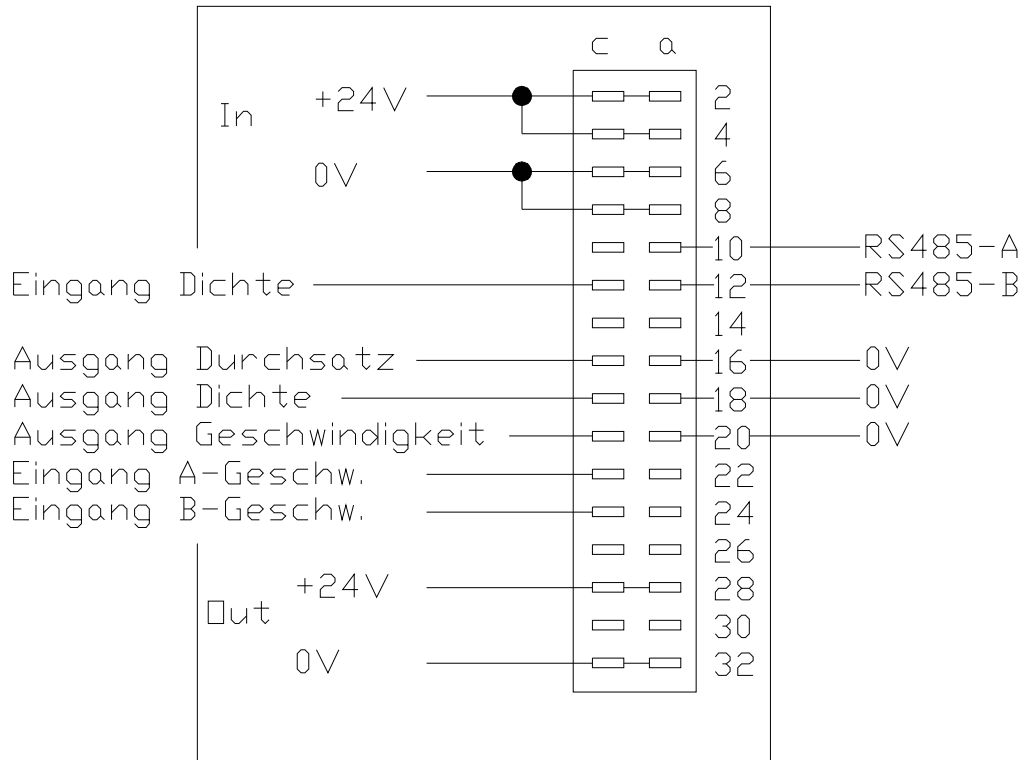 c a
+24V 2
In
4
0V 6
8
10 RS485-A
Eingang Dichte 12 RS485-B
14
Ausgang Durchsatz 16 0V
Ausgang Dichte 18 0V
Ausgang Geschwindigkeit 20 0V
Eingang A-Geschw. 22
Eingang B-Geschw. 24
26
+24V 28
Out 30
0V 32